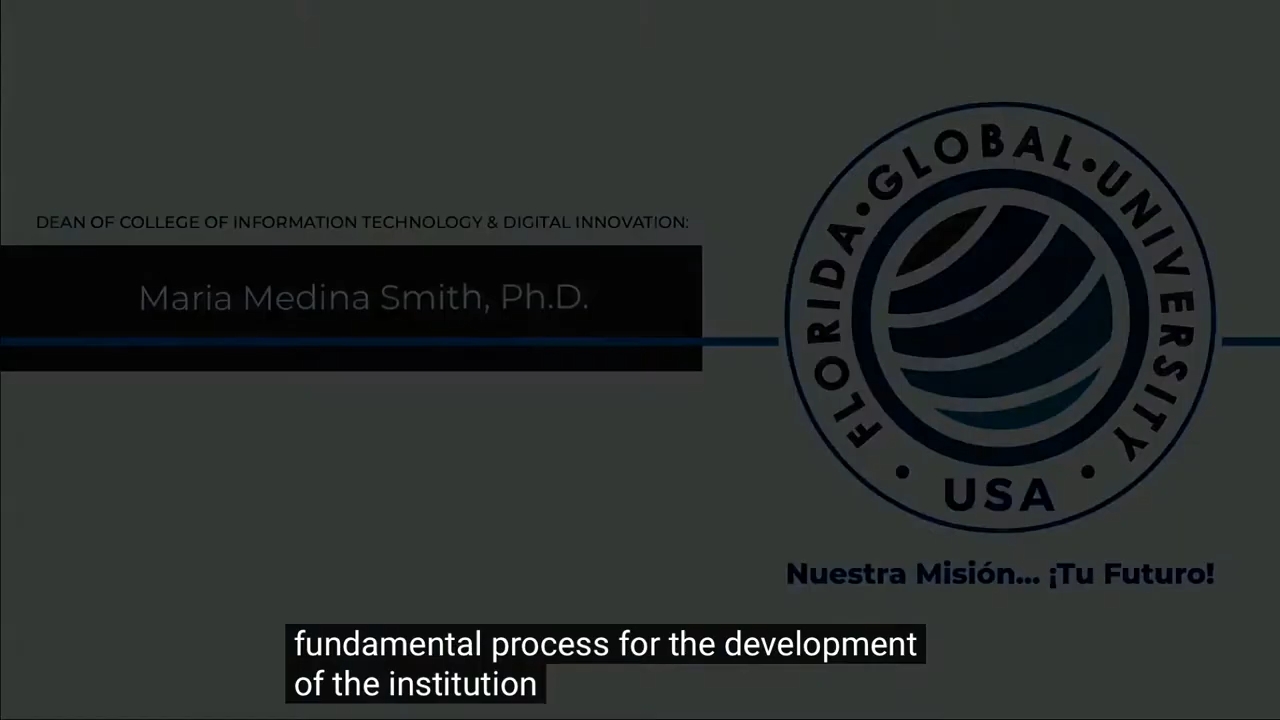 DEAN OF COLLEGE OF INFORMATION TECHNOLOGY & DIGITAL INNOVATION:
Maria Medina Smith, Ph.D.
FLORIDA•GLOBAL•UNIVERSITY
• USA •
Nuestra Misión... ¡Tu Futuro!
fundamental process for the development
of the institution